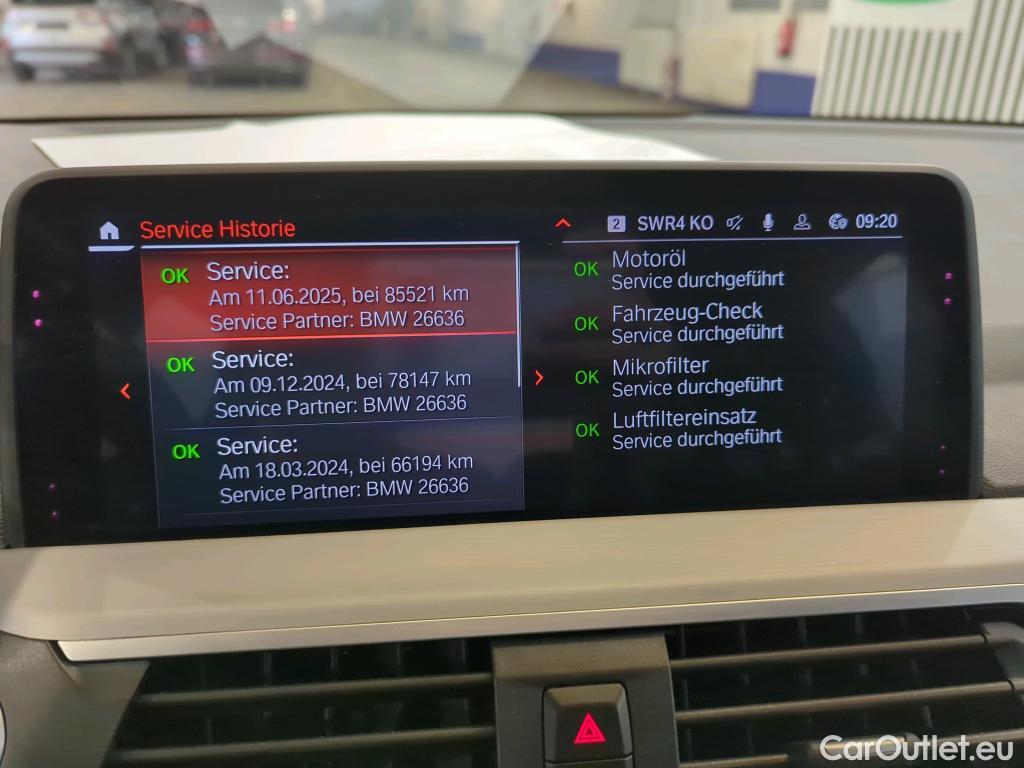 Service Historie
2 SWR4 KO 09:20
OK Service:
Am 11.06.2025, bei 85521 km
Service Partner: BMW 26636
OK Service:
Am 09.12.2024, bei 78147 km
Service Partner: BMW 26636
OK Service:
Am 18.03.2024, bei 66194 km
Service Partner: BMW 26636
OK Motoröl
Service durchgeführt
OK Fahrzeug-Check
Service durchgeführt
OK Mikrofilter
Service durchgeführt
OK Luftfiltereinsatz
Service durchgeführt
CarOutlet.eu